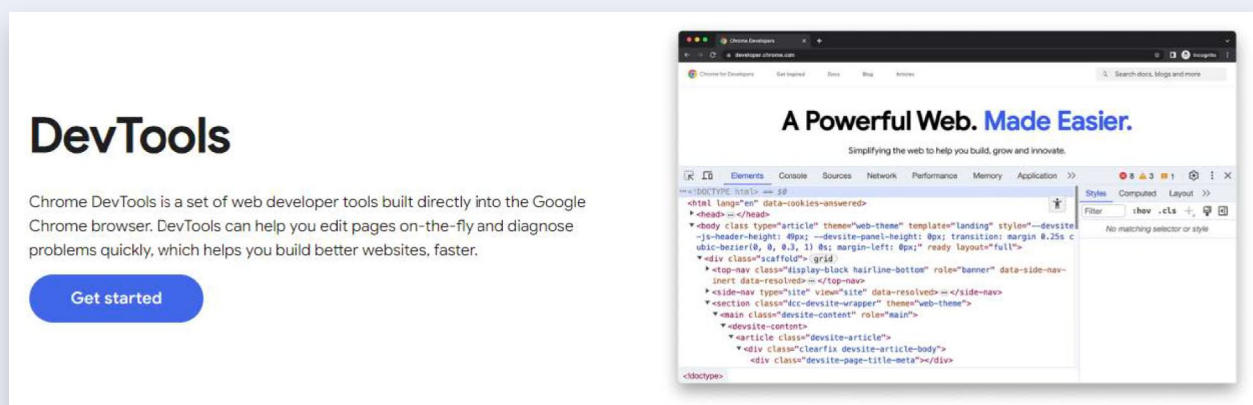 DevTools
Chrome DevTools is a set of web developer tools built directly into the Google
Chrome browser. DevTools can help you edit pages on-the-fly and diagnose
problems quickly, which helps you build better websites, faster.
Get started
Chrome Developers
developer.chrome.com
Incognito
Chrome for Developers Get Inspired Docs Blog Articles
Search docs, blogs and more
A Powerful Web. Made Easier.
Simplifying the web to help you build, grow and innovate.
Elements Console Sources Network Performance Memory Application >> 8 3 1
<!DOCTYPE html> == $0
<html lang="en" data-cookies-answered>
<head> … </head>
<body class type="article" theme="web-theme" template="landing" style="--devsite
-js-header-height: 49px; --devsite-panel-height: 0px; transition: margin 0.25s c
ubic-bezier(0, 0, 0.3, 1) 0s; margin-left: 0px;" ready layout="full">
<div class="scaffold"> grid
<top-nav class="display-block hairline-bottom" role="banner" data-side-nav-
inert data-resolved> … </top-nav>
<side-nav type="site" view="site" data-resolved> … </side-nav>
<section class="dcc-devsite-wrapper" theme="web-theme">
<main class="devsite-content" role="main">
<devsite-content>
<article class="devsite-article">
<div class="clearfix devsite-article-body">
<div class="devsite-page-title-meta"></div>
<!doctype>
Styles Computed Layout >>
Filter :hov .cls
No matching selector or style